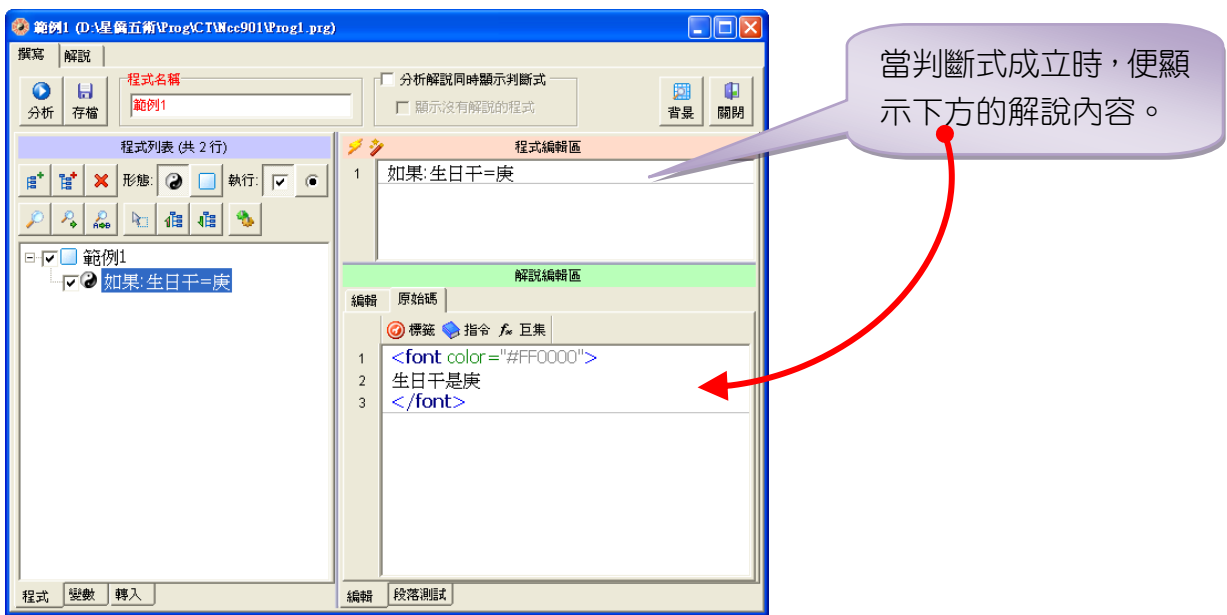 範例1 (D:\星僑五術\Prog\CT\Ncc901\Prog1.prg)
撰寫 解說
分析 存檔
程式名稱
範例1
分析解說同時顯示判斷式
顯示沒有解說的程式
背景 關閉
當判斷式成立時，便顯
示下方的解說內容。
程式列表 (共 2 行)
形態: 執行:
範例1
如果:生日干=庚
程式 變數 轉入
程式編輯區
1 如果:生日干=庚
解說編輯區
編輯 原始碼
標籤 指令 巨集
1 <font color="#FF0000">
2 生日干是庚
3 </font>
編輯 段落測試